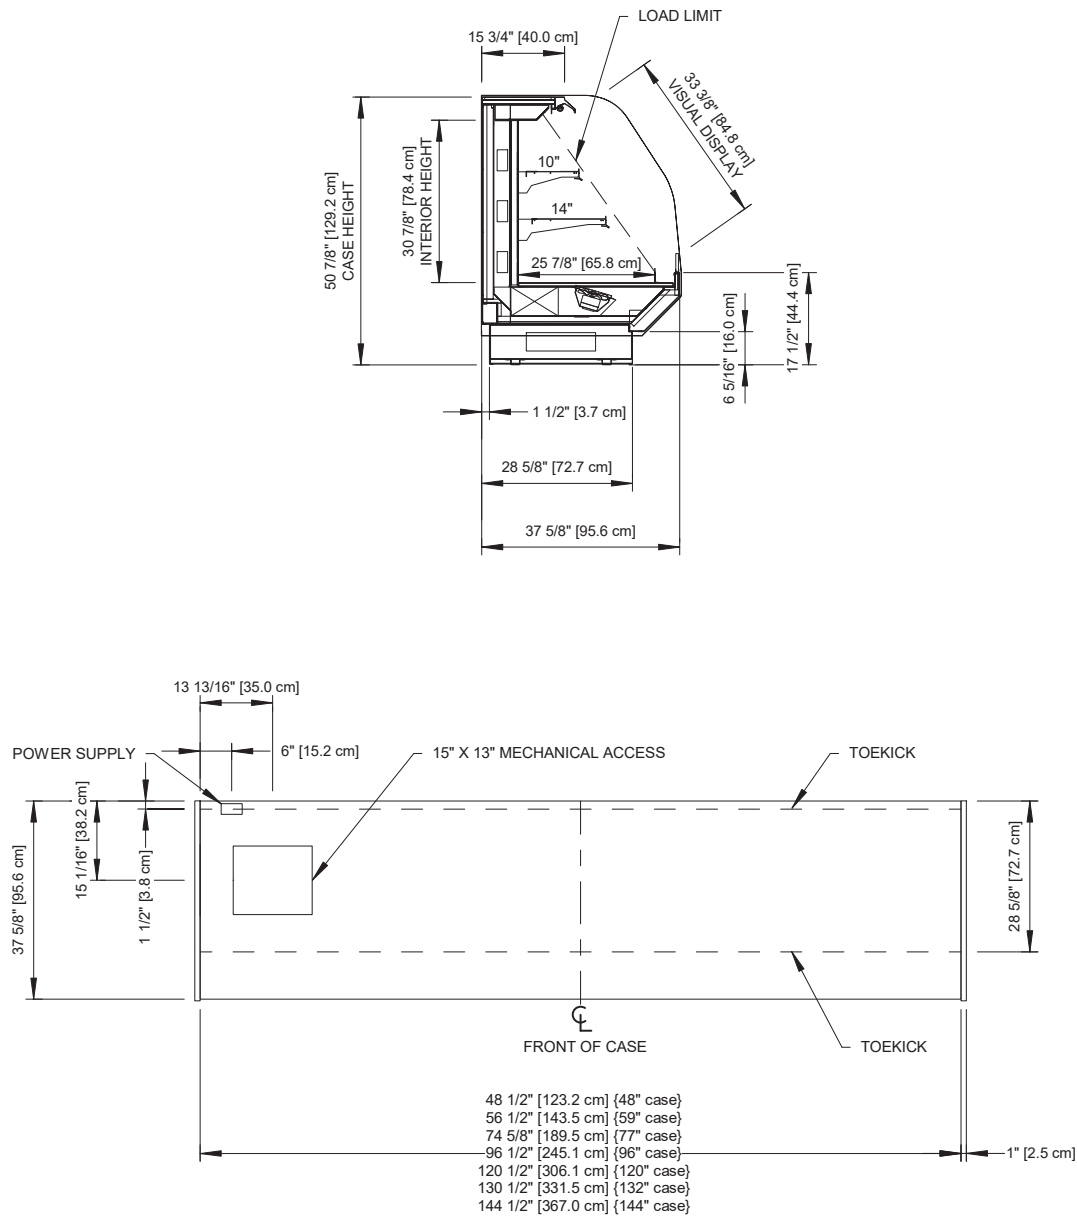 LOAD LIMIT
15 3/4" [40.0 cm]
33 3/8" [84.8 cm]
VISUAL DISPLAY
50 7/8" [129.2 cm]
CASE HEIGHT
30 7/8" [78.4 cm]
INTERIOR HEIGHT
10"
14"
25 7/8" [65.8 cm]
6 5/16" [16.0 cm]
17 1/2" [44.4 cm]
1 1/2" [3.7 cm]
28 5/8" [72.7 cm]
37 5/8" [95.6 cm]
13 13/16" [35.0 cm]
POWER SUPPLY
6" [15.2 cm]
15" X 13" MECHANICAL ACCESS
TOEKICK
37 5/8" [95.6 cm]
15 1/16" [38.2 cm]
1 1/2" [3.8 cm]
28 5/8" [72.7 cm]
CL
FRONT OF CASE
TOEKICK
48 1/2" [123.2 cm] {48" case}
56 1/2" [143.5 cm] {59" case}
74 5/8" [189.5 cm] {77" case}
96 1/2" [245.1 cm] {96" case}
1" [2.5 cm]
120 1/2" [306.1 cm] {120" case}
130 1/2" [331.5 cm] {132" case}
144 1/2" [367.0 cm] {144" case}